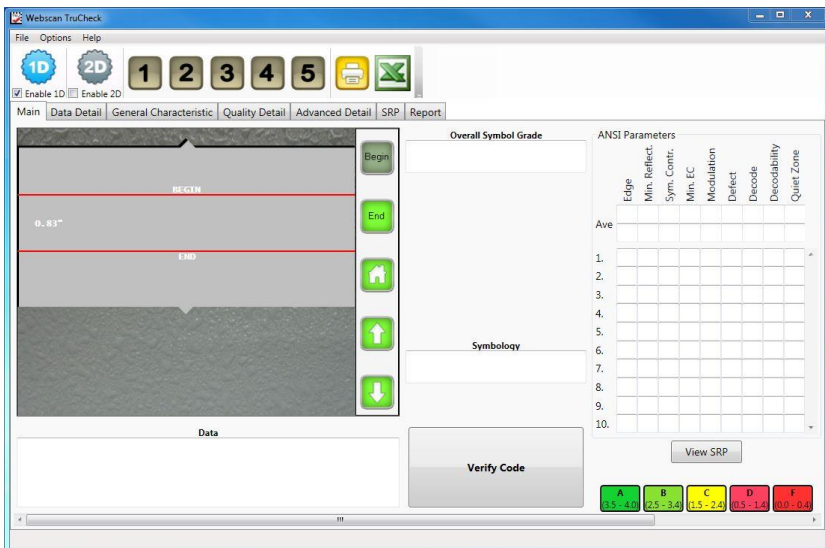 Webscan TruCheck
File Options Help
1D 2D 1 2 3 4 5
Enable 1D Enable 2D
Main Data Detail General Characteristic Quality Detail Advanced Detail SRP Report
Begin
BEGIN
0.83"
END
End
Data
Overall Symbol Grade
Symbology
Verify Code
ANSI Parameters
Edge
Min. Reflect.
Sym. Contr.
Min. EC
Modulation
Defect
Decode
Decodability
Quiet Zone
Ave
1.
2.
3.
4.
5.
6.
7.
8.
9.
10.
View SRP
A B C D F
(3.5 - 4.0) (2.5 - 3.4) (1.5 - 2.4) (0.5 - 1.4) (0.0 - 0.4)